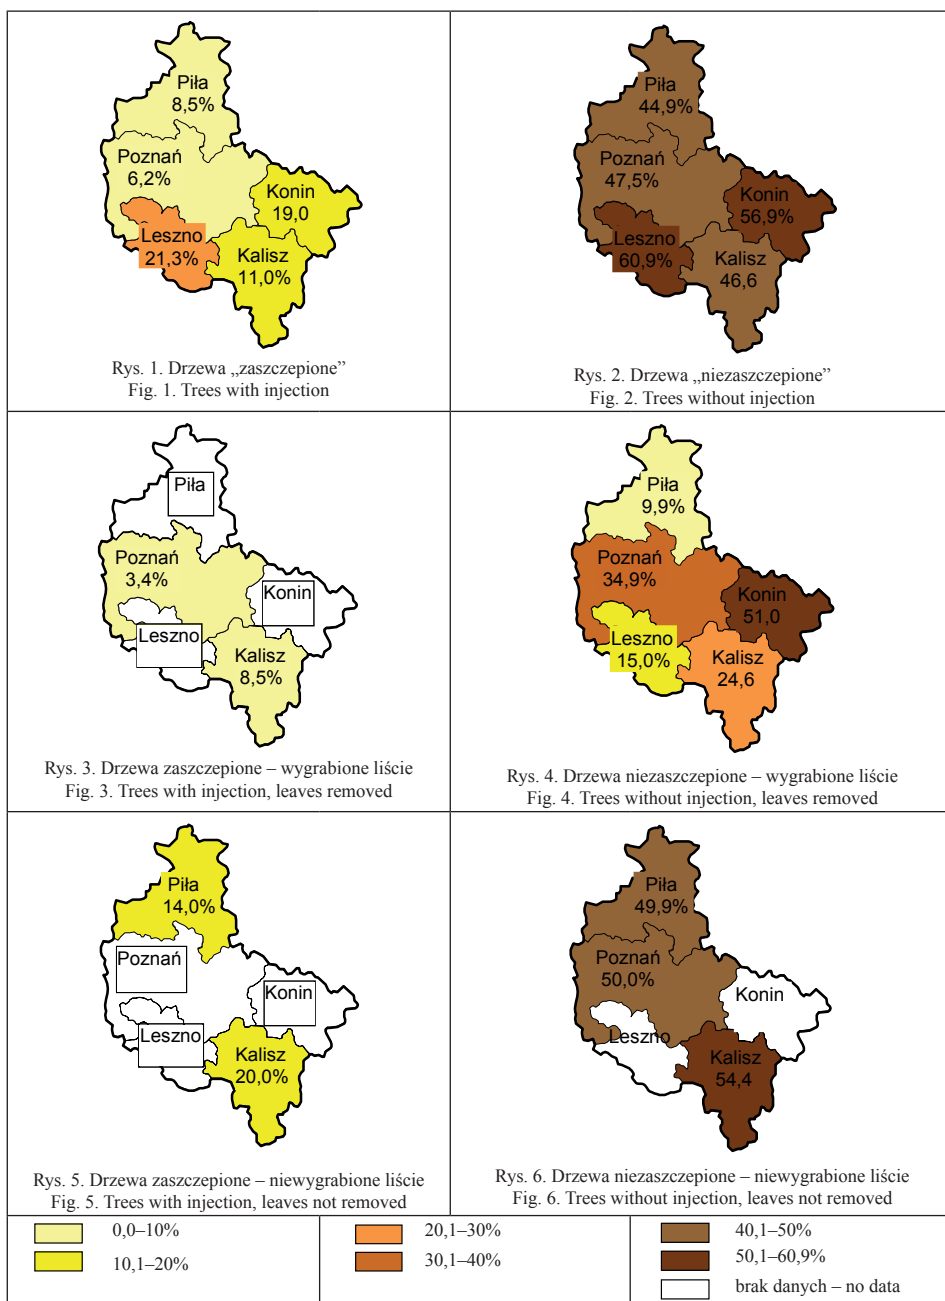 Piła
8,5%
Poznań
6,2%
Konin
19,0
Leszno
21,3%
Kalisz
11,0%
Rys. 1. Drzewa „zaszczepione”
Fig. 1. Trees with injection
Piła
44,9%
Poznań
47,5%
Konin
56,9%
Leszno
60,9%
Kalisz
46,6
Rys. 2. Drzewa „niezaszczepione”
Fig. 2. Trees without injection
Piła
Poznań
3,4%
Konin
Leszno
Kalisz
8,5%
Rys. 3. Drzewa zaszczepione – wygrabione liście
Fig. 3. Trees with injection, leaves removed
Piła
9,9%
Poznań
34,9%
Konin
51,0
Leszno
15,0%
Kalisz
24,6
Rys. 4. Drzewa niezaszczepione – wygrabione liście
Fig. 4. Trees without injection, leaves removed
Piła
14,0%
Poznań
Konin
Leszno
Kalisz
20,0%
Rys. 5. Drzewa zaszczepione – niewygrabione liście
Fig. 5. Trees with injection, leaves not removed
Piła
49,9%
Poznań
50,0%
Konin
Leszno
Kalisz
54,4
Rys. 6. Drzewa niezaszczepione – niewygrabione liście
Fig. 6. Trees without injection, leaves not removed
0,0–10%
10,1–20%
20,1–30%
30,1–40%
40,1–50%
50,1–60,9%
brak danych – no data